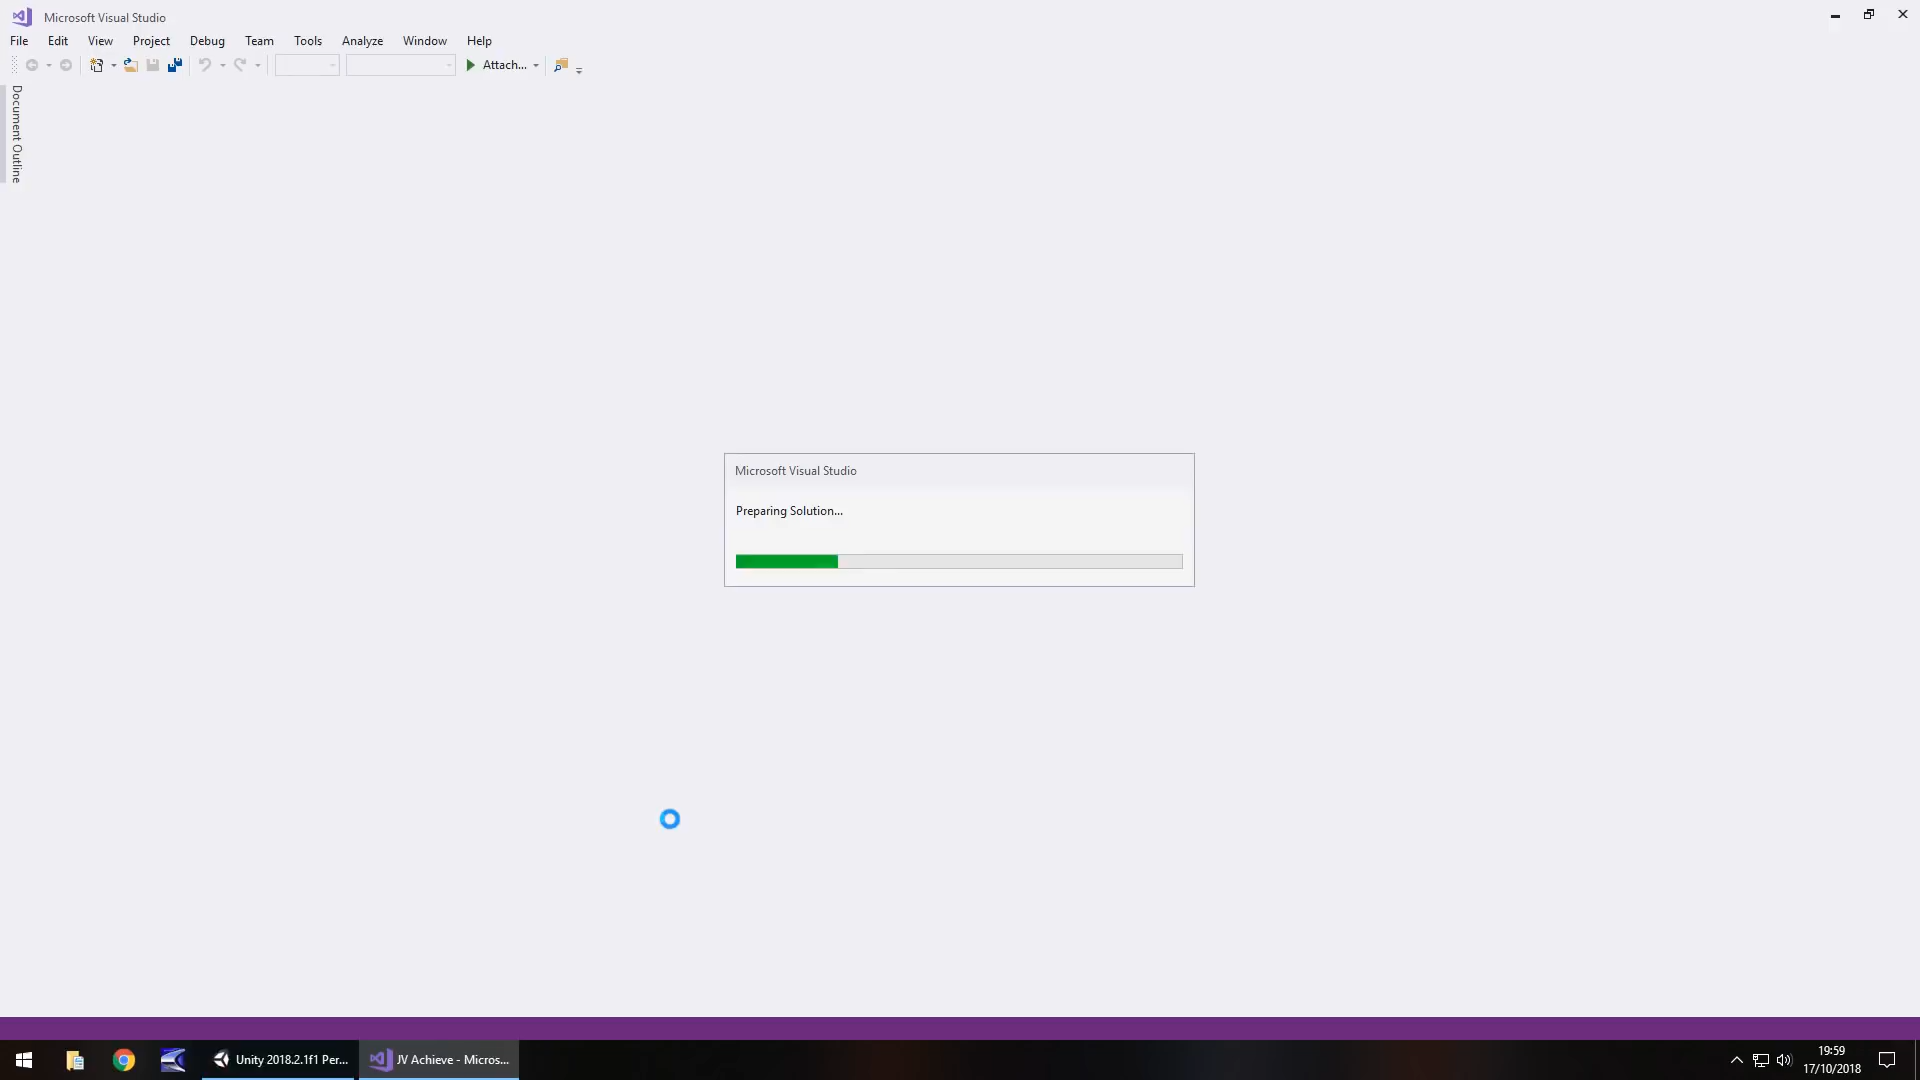 Microsoft Visual Studio
File Edit View Project Debug Team Tools Analyze Window Help
Attach...
Document Outline
Microsoft Visual Studio
Preparing Solution...
Unity 2018.2.1f1 Per... JV Achieve - Micros...
19:59
17/10/2018